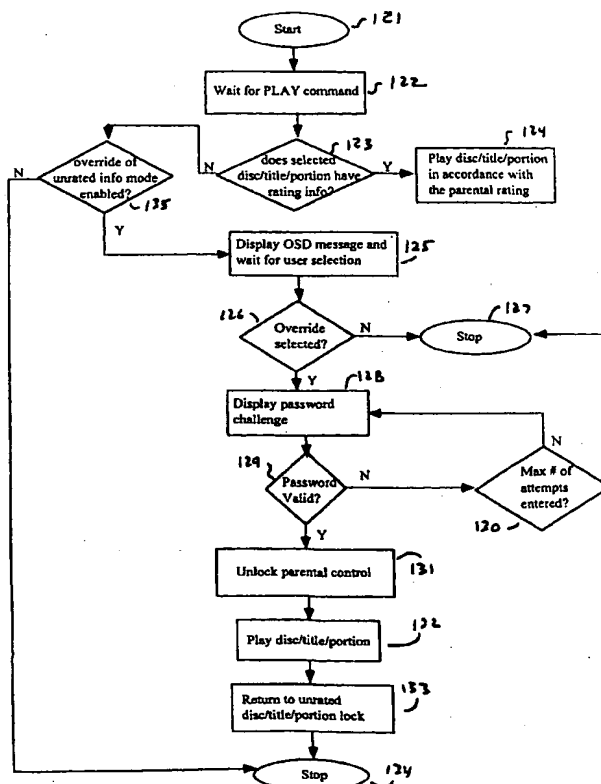 Start
121
Wait for PLAY command
122
does selected
disc/title/portion have
rating info?
123
N
Y
124
Play disc/title/portion
in accordance with
the parental rating
override of
unrated info mode
enabled?
135
N
Y
Display OSD message and
wait for user selection
125
126
Override
selected?
N
Y
127
Stop
128
Display password
challenge
129
Password
Valid?
N
Y
Max # of
attempts
entered?
130
N
Unlock parental control
131
Play disc/title/portion
132
Return to unrated
disc/title/portion lock
133
Stop
134